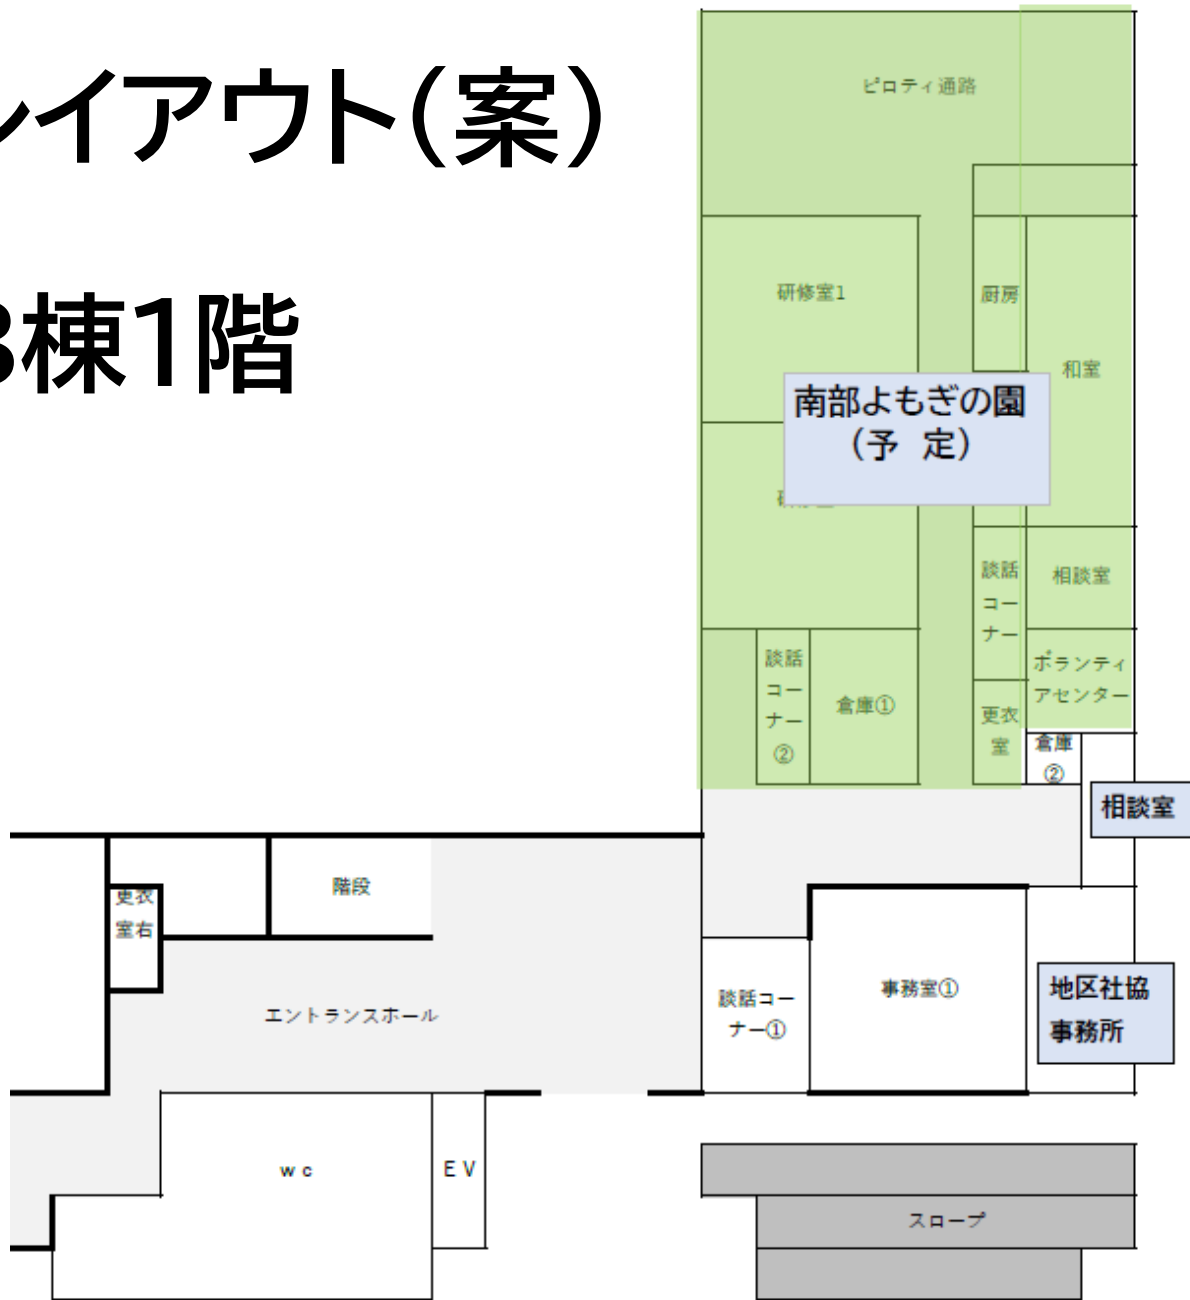 イアウト（案）
棟1階
ピロティ通路
研修室1
厨房
和室
南部よもぎの園
（予 定）
談話
コー
ナー
相談室
ボランティ
アセンター
談話
コー
ナー
②
倉庫①
更衣
室
倉庫
②
相談室
階段
更衣
室右
エントランスホール
談話コー
ナー①
事務室①
地区社協
事務所
ｗｃ
ＥＶ
スロープ